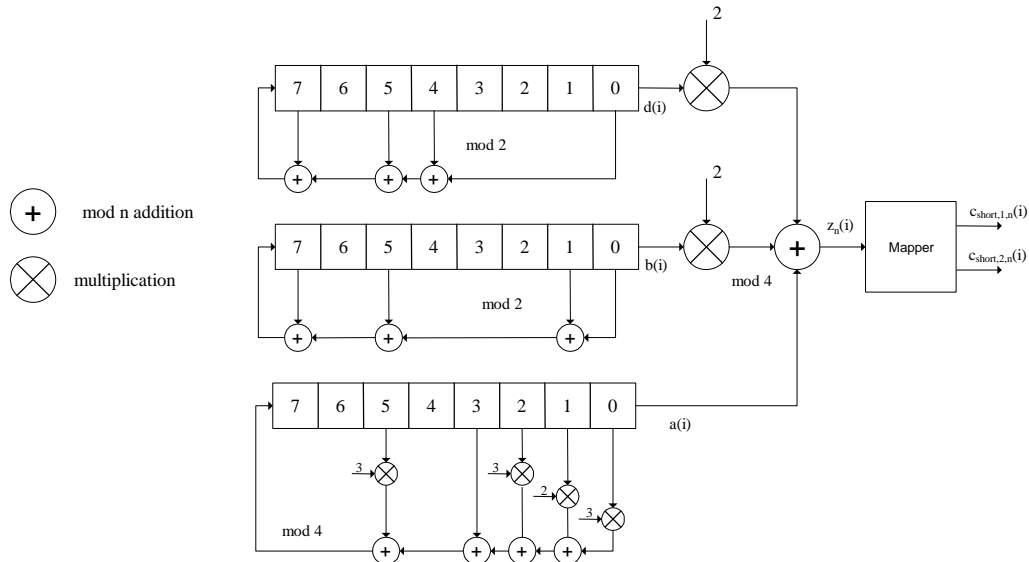 2
7 6 5 4 3 2 1 0
d(i)
mod 2
+ + +
2
+ mod n addition
multiplication
7 6 5 4 3 2 1 0
b(i)
mod 4
+
z_n(i)
Mapper
c_short,1,n(i)
c_short,2,n(i)
mod 2
+ + +
7 6 5 4 3 2 1 0
a(i)
3
3
2
3
mod 4
+ + + +